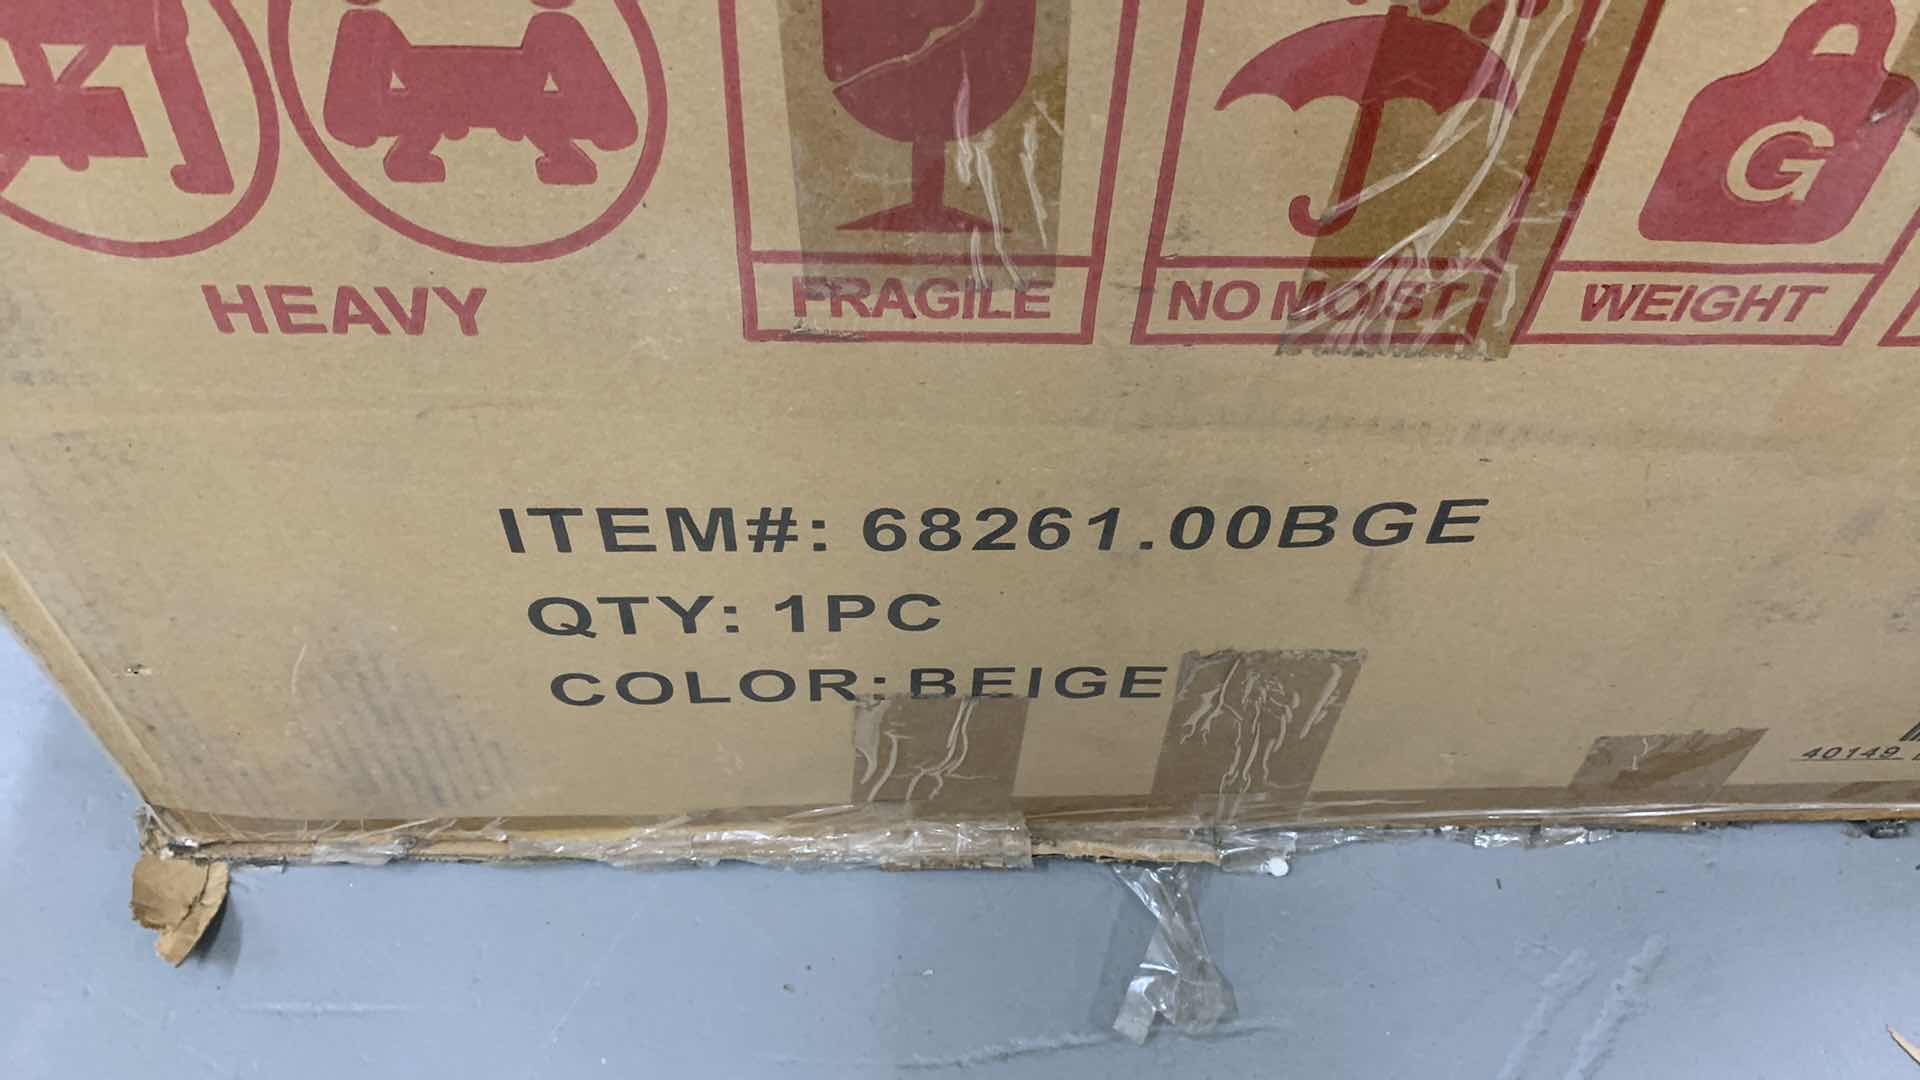 HEAVY
FRAGILE
NO MOIST
G
WEIGHT
ITEM#: 68261.00BGE
QTY: 1PC
COLOR: BEIGE
40149